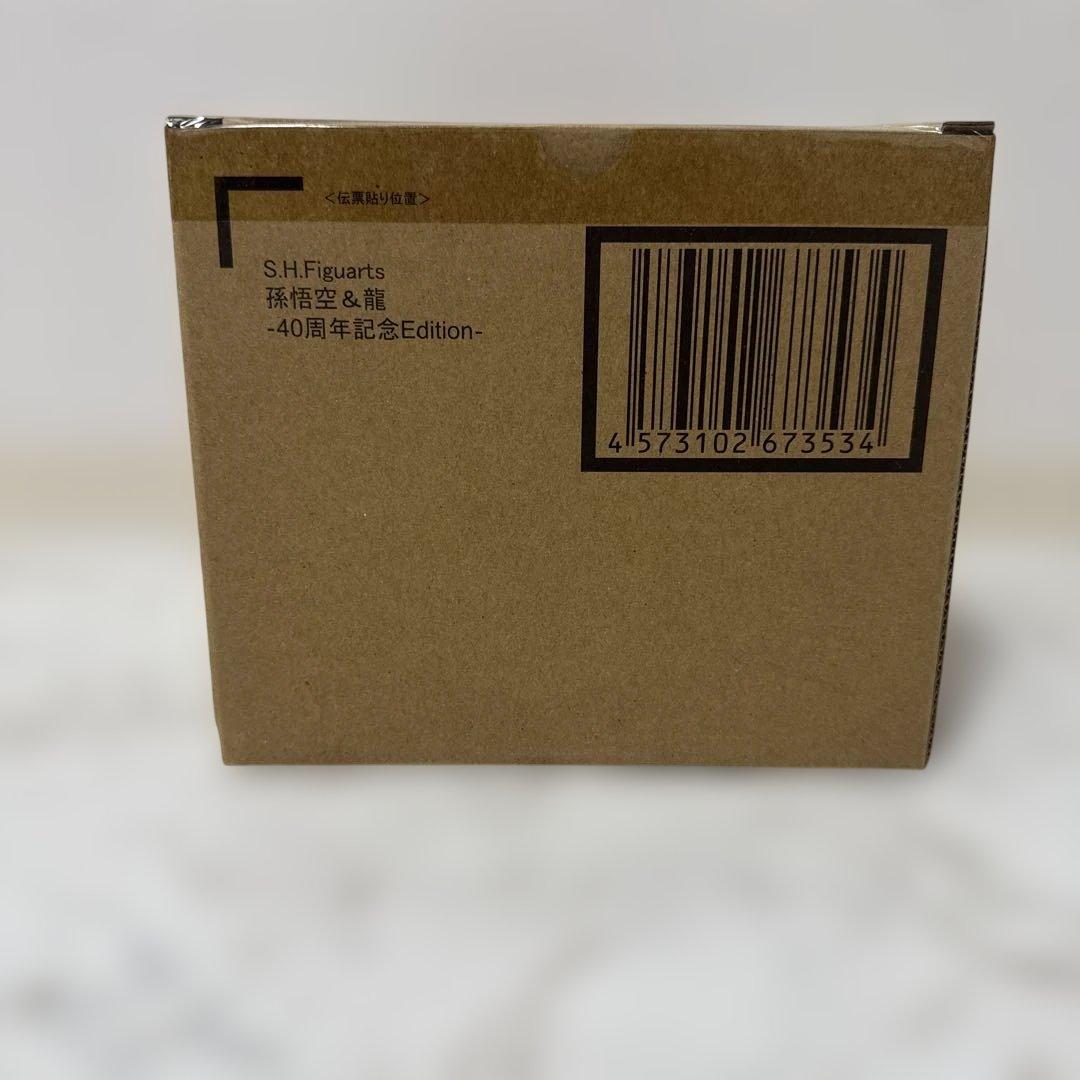 <伝票貼り位置>
S.H.Figuarts
孫悟空&龍
-40周年記念Edition-
4 573102 673534